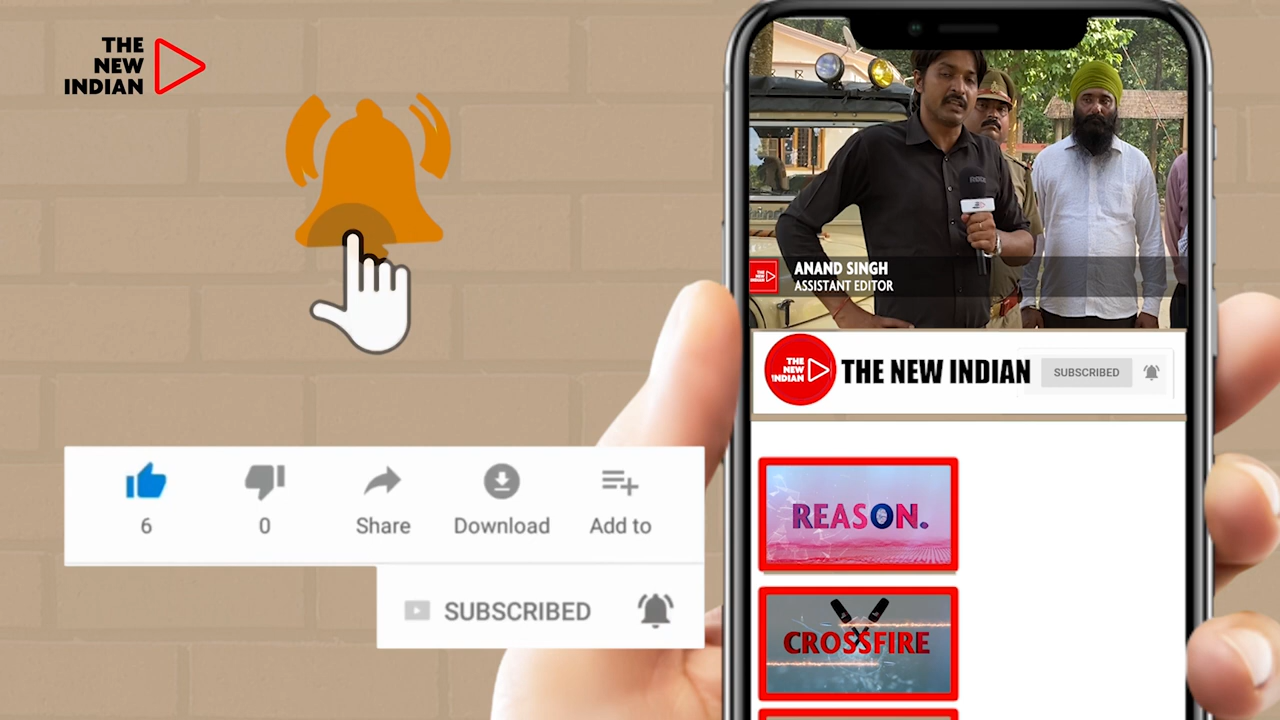 THE
NEW
INDIAN
ANAND SINGH
ASSISTANT EDITOR
THE
NEW
INDIAN
THE NEW INDIAN
SUBSCRIBED
6
0
Share
Download
Add to
SUBSCRIBED
REASON.
CROSSFIRE